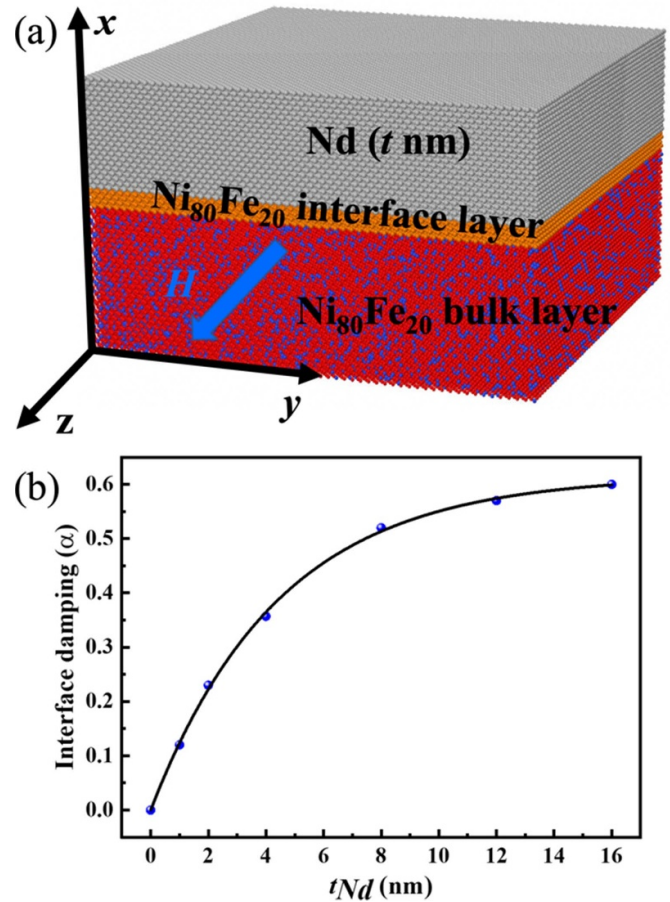 (a)
x
Nd (t nm)
Ni80Fe20 interface layer
H
Ni80Fe20 bulk layer
y
z
(b)
Interface damping (α)
0.6
0.5
0.4
0.3
0.2
0.1
0.0
0 2 4 6 8 10 12 14 16
tNd (nm)